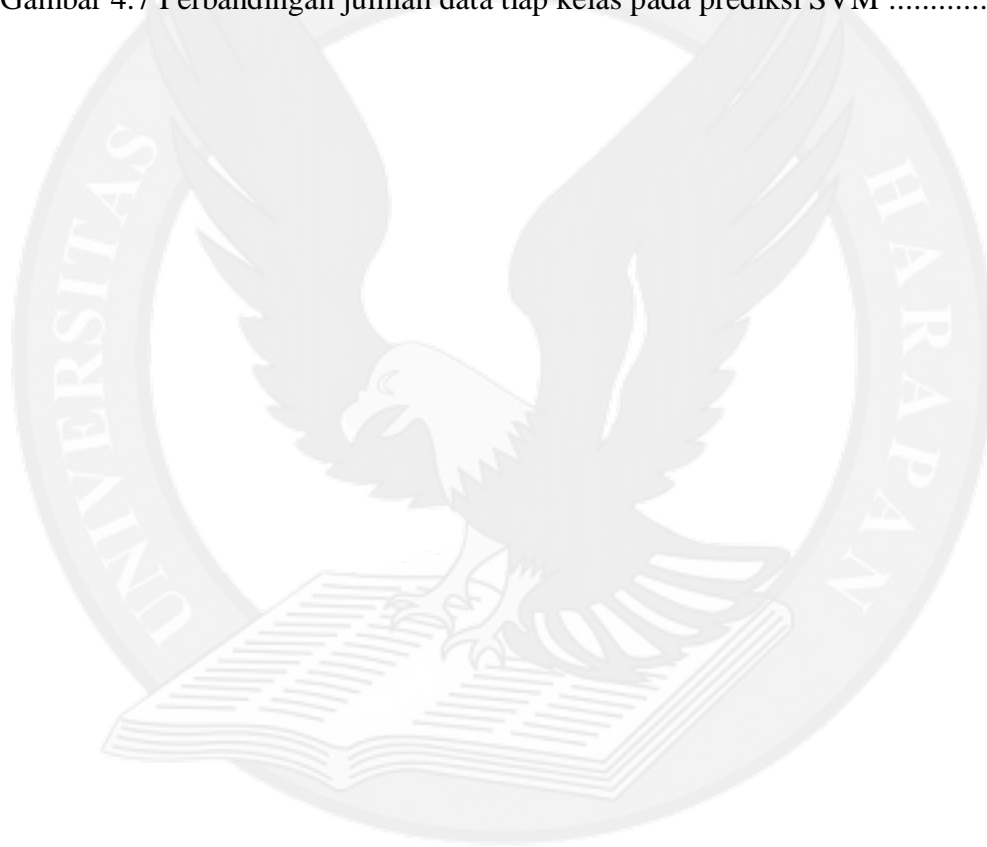 Gambar 4.7 Perbandingan jumlah data tiap kelas pada prediksi SVM ............
UNIVERSITAS
HARAPAN